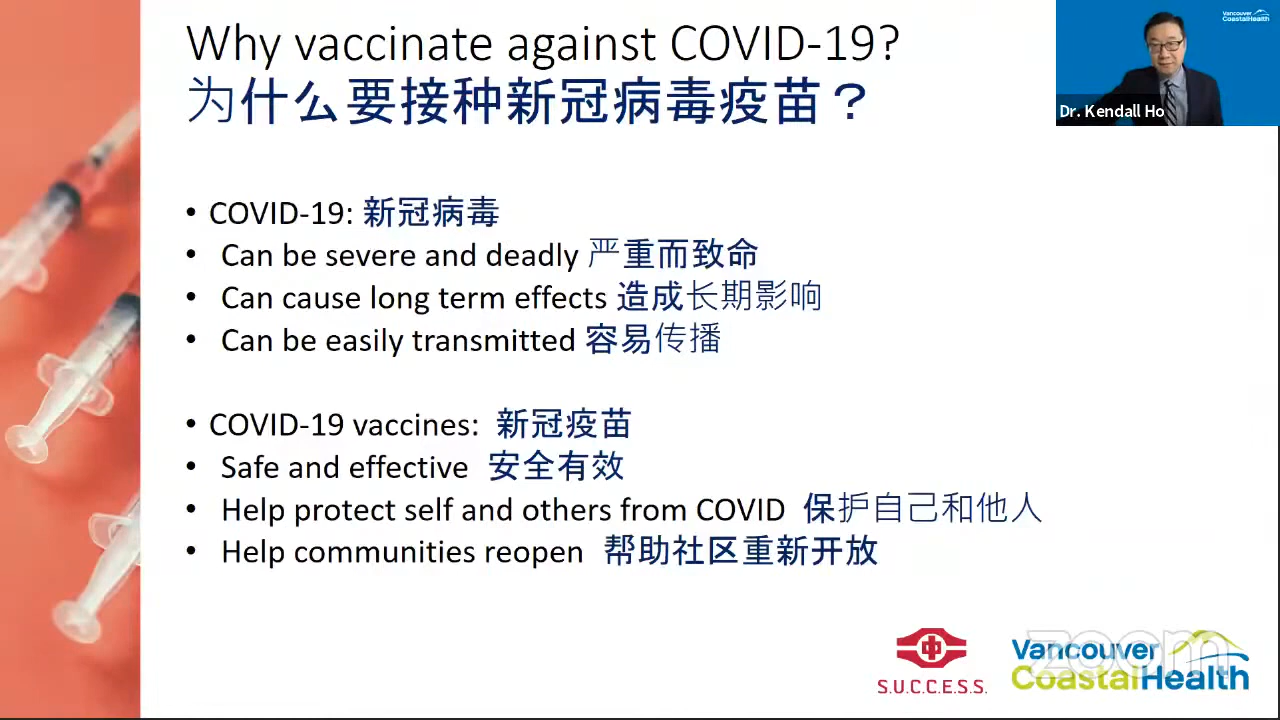 Why vaccinate against COVID-19?
为什么要接种新冠病毒疫苗？
• COVID-19: 新冠病毒
• Can be severe and deadly 严重而致命
• Can cause long term effects 造成长期影响
• Can be easily transmitted 容易传播
• COVID-19 vaccines: 新冠疫苗
• Safe and effective 安全有效
• Help protect self and others from COVID 保护自己和他人
• Help communities reopen 帮助社区重新开放
Vancouver
CoastalHealth
Dr. Kendall Ho
S.U.C.C.E.S.S.
Vancouver
CoastalHealth
zoom